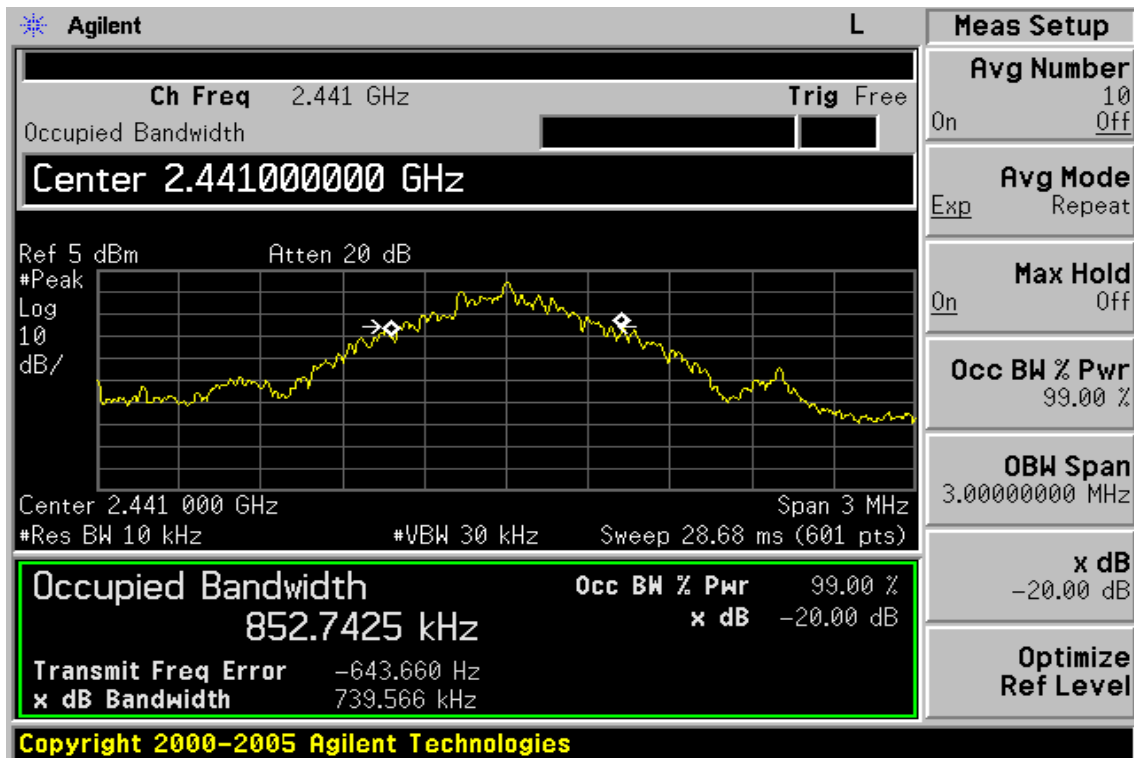 Agilent L
Ch Freq 2.441 GHz Trig Free
Occupied Bandwidth
Center 2.441000000 GHz
Ref 5 dBm Atten 20 dB
#Peak
Log
10
dB/
Center 2.441 000 GHz Span 3 MHz
#Res BW 10 kHz #VBW 30 kHz Sweep 28.68 ms (601 pts)
Occupied Bandwidth Occ BW % Pwr 99.00 %
852.7425 kHz x dB -20.00 dB
Transmit Freq Error -643.660 Hz
x dB Bandwidth 739.566 kHz
Copyright 2000-2005 Agilent Technologies
Meas Setup
Avg Number
10
On Off
Avg Mode
Exp Repeat
Max Hold
On Off
Occ BW % Pwr
99.00 %
OBW Span
3.00000000 MHz
x dB
-20.00 dB
Optimize
Ref Level